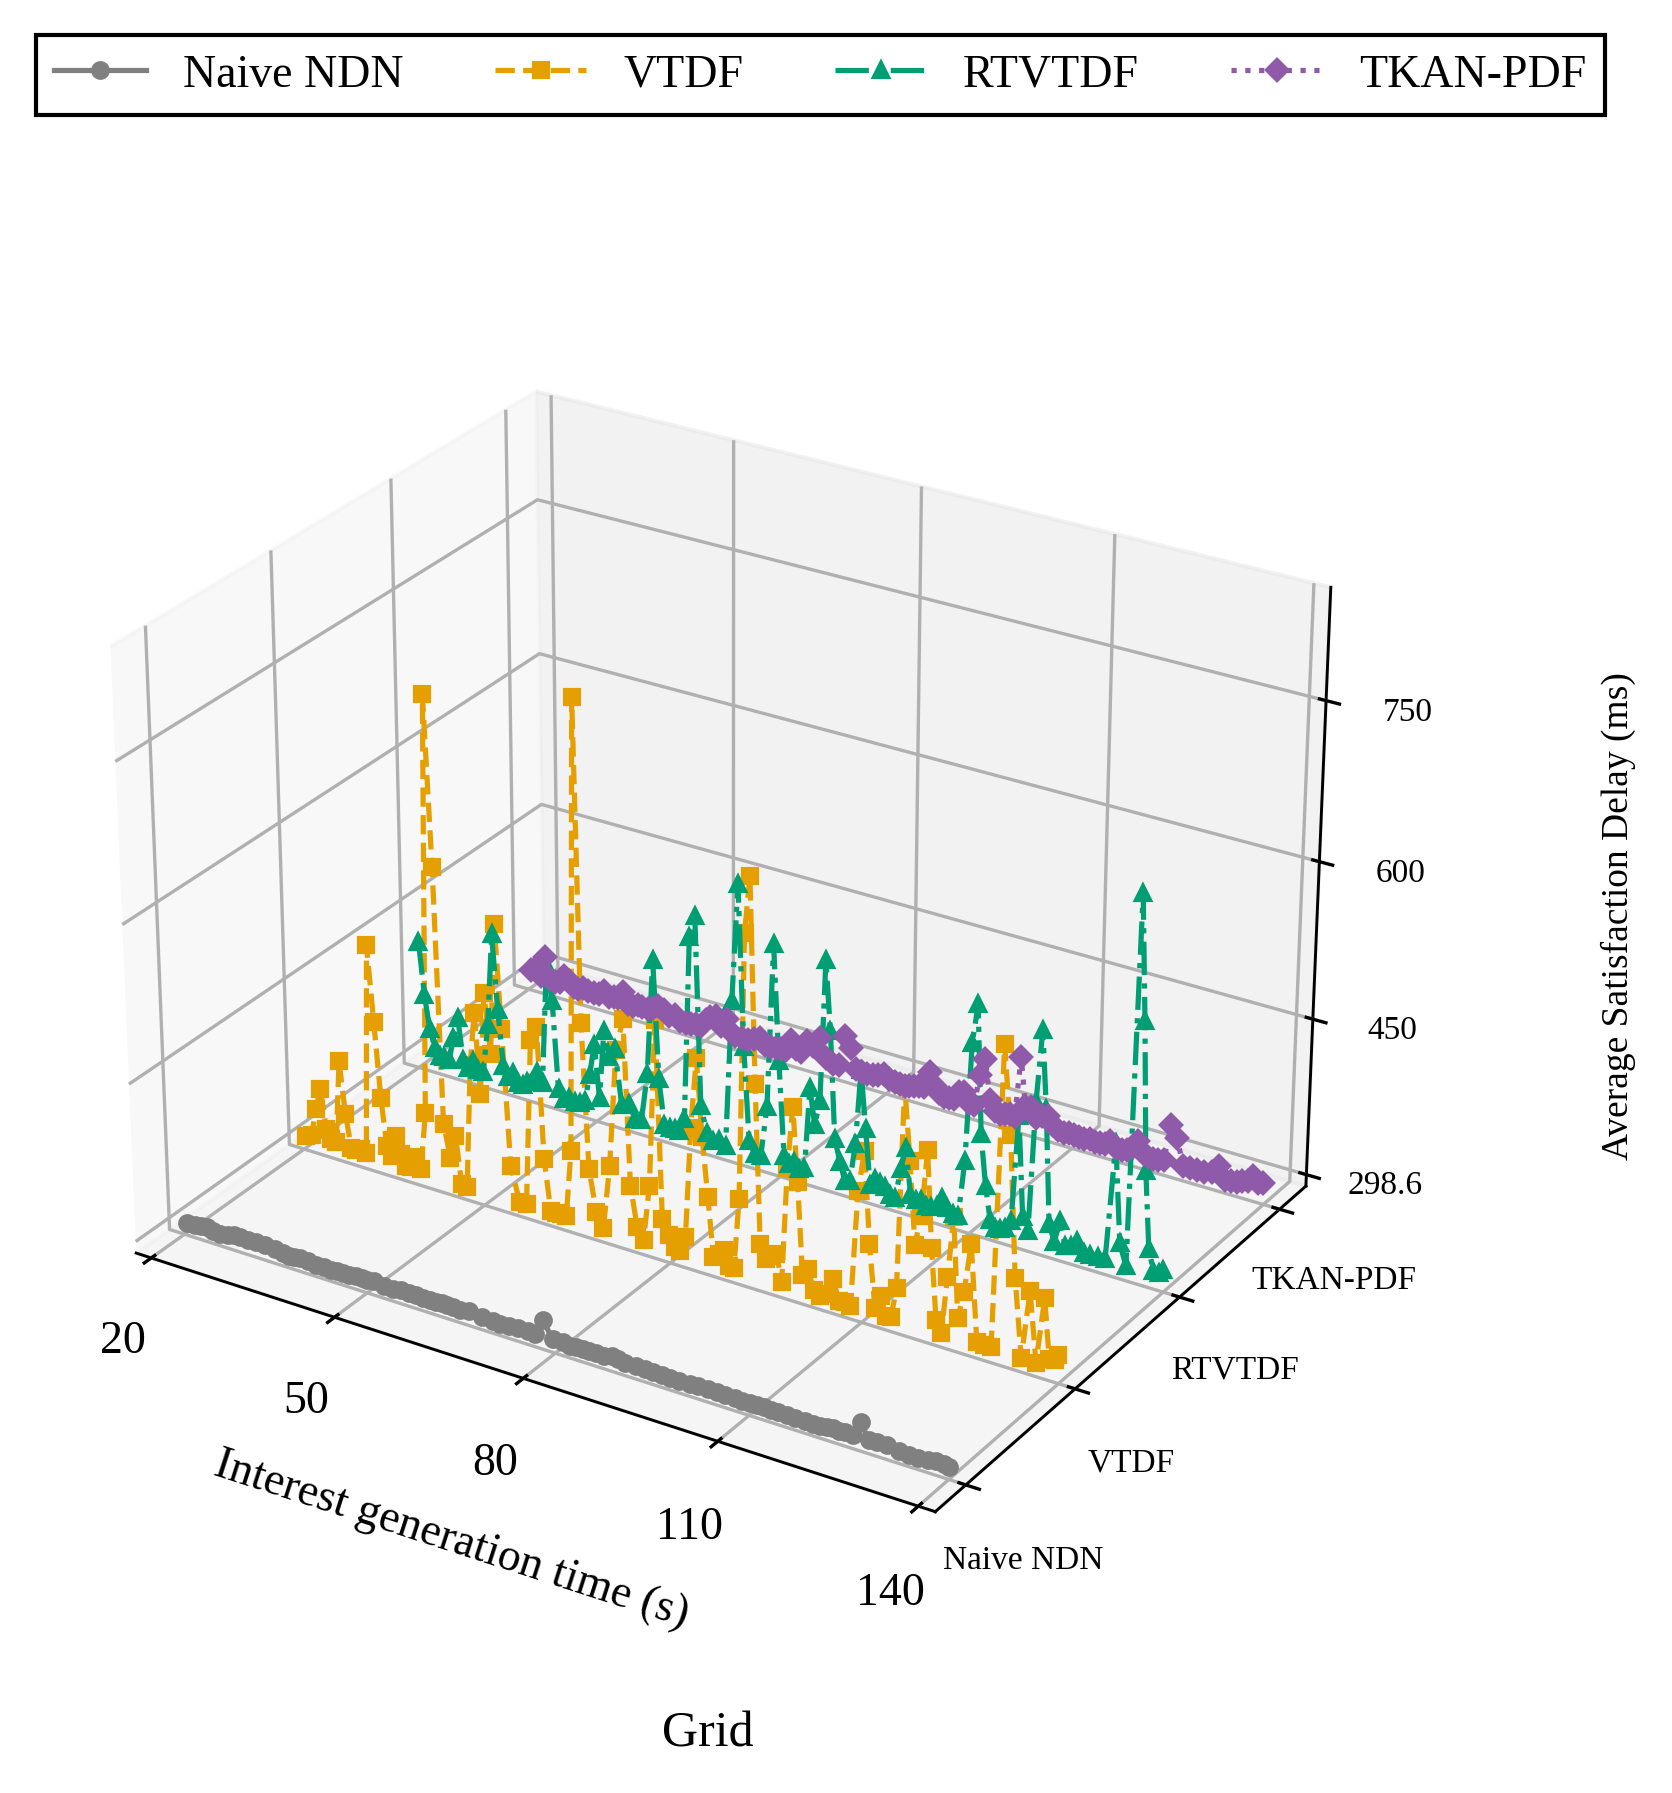 Naive NDN VTDF RTVTDF TKAN-PDF
750
600
450
298.6
Average Satisfaction Delay (ms)
TKAN-PDF
RTVTDF
VTDF
Naive NDN
20
50
80
110
140
Interest generation time (s)
Grid